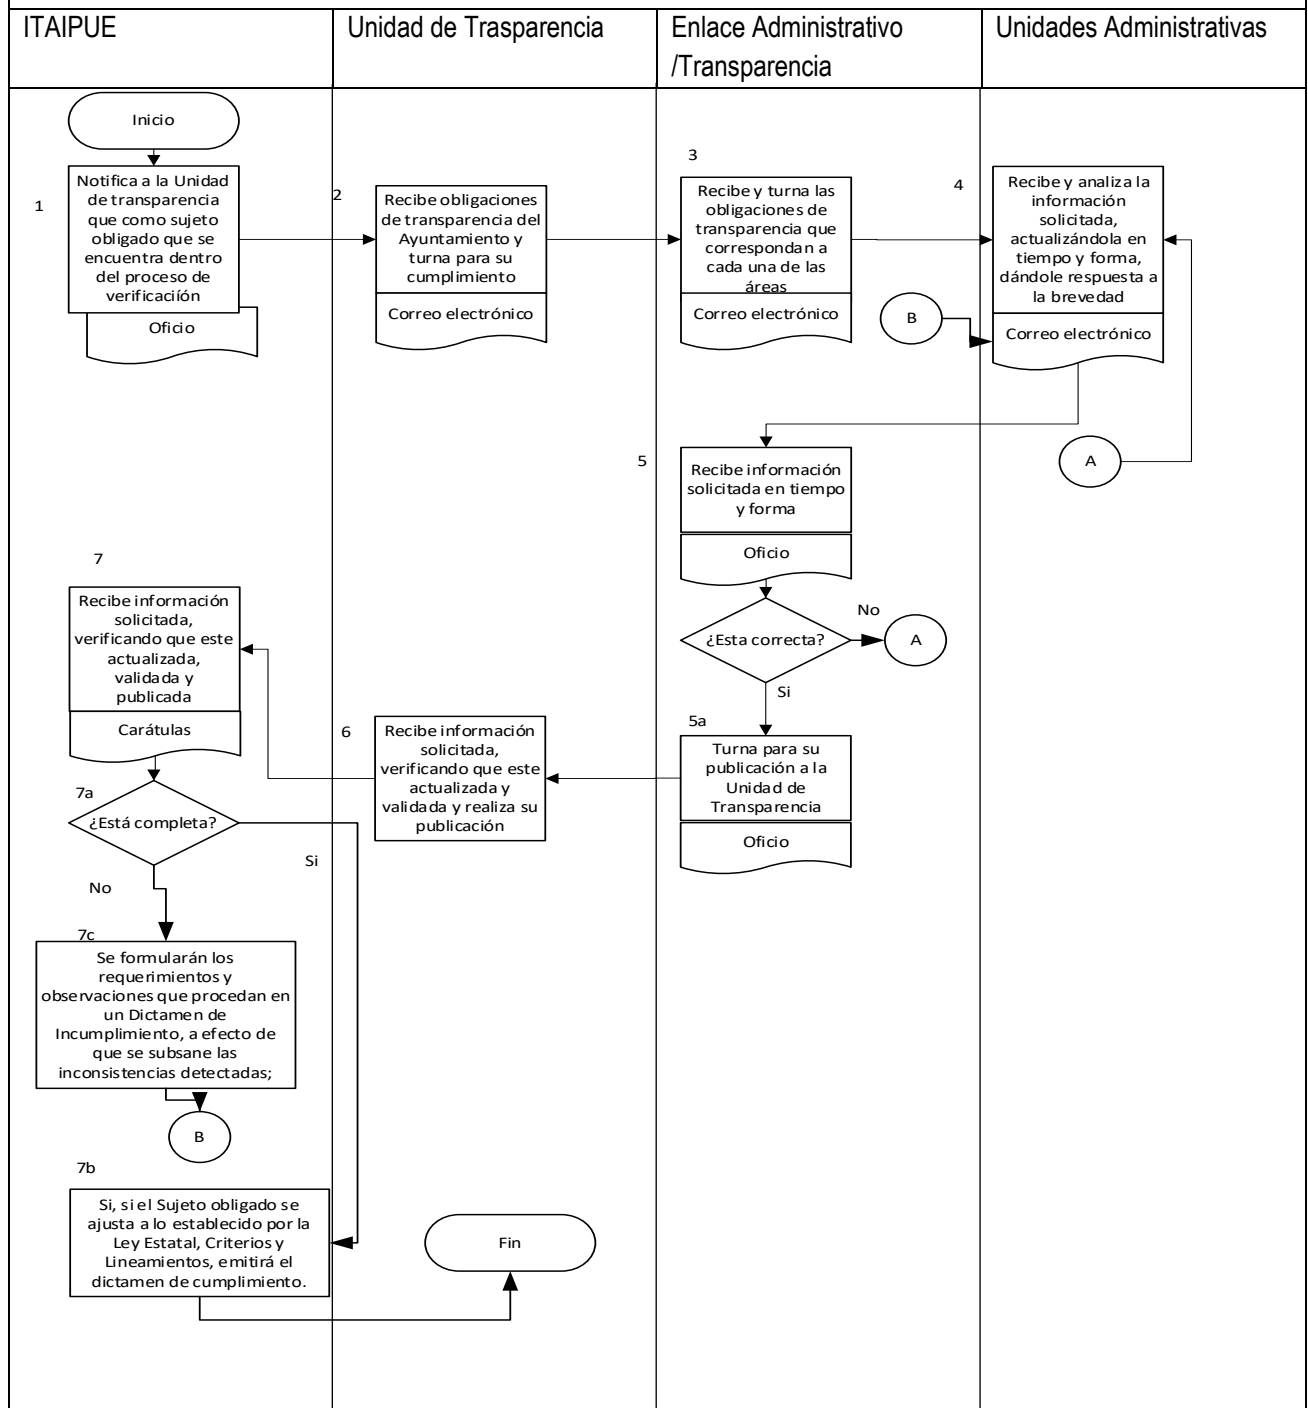 ITAIPUE
Unidad de Trasparencia
Enlace Administrativo
/Transparencia
Unidades Administrativas
Inicio
1
Notifica a la Unidad
de transparencia
que como sujeto
obligado que se
encuentra dentro
del proceso de
verificacíión
Oficio
2
Recibe obligaciones
de transparencia del
Ayuntamiento y
turna para su
cumplimiento
Correo electrónico
3
Recibe y turna las
obligaciones de
transparencia que
correspondan a
cada una de las
áreas
Correo electrónico
4
Recibe y analiza la
información
solicitada,
actualizándola en
tiempo y forma,
dándole respuesta a
la brevedad
Correo electrónico
B
A
5
Recibe información
solicitada en tiempo
y forma
Oficio
¿Esta correcta?
No
A
Si
5a
Turna para su
publicación a la
Unidad de
Transparencia
Oficio
6
Recibe información
solicitada,
verificando que este
actualizada y
validada y realiza su
publicación
7
Recibe información
solicitada,
verificando que este
actualizada,
validada y
publicada
Carátulas
7a
¿Está completa?
Si
No
7c
Se formularán los
requerimientos y
observaciones que procedan en
un Dictamen de
Incumplimiento, a efecto de
que se subsane las
inconsistencias detectadas;
B
7b
Si, si el Sujeto obligado se
ajusta a lo establecido por la
Ley Estatal, Criterios y
Lineamientos, emitirá el
dictamen de cumplimiento.
Fin